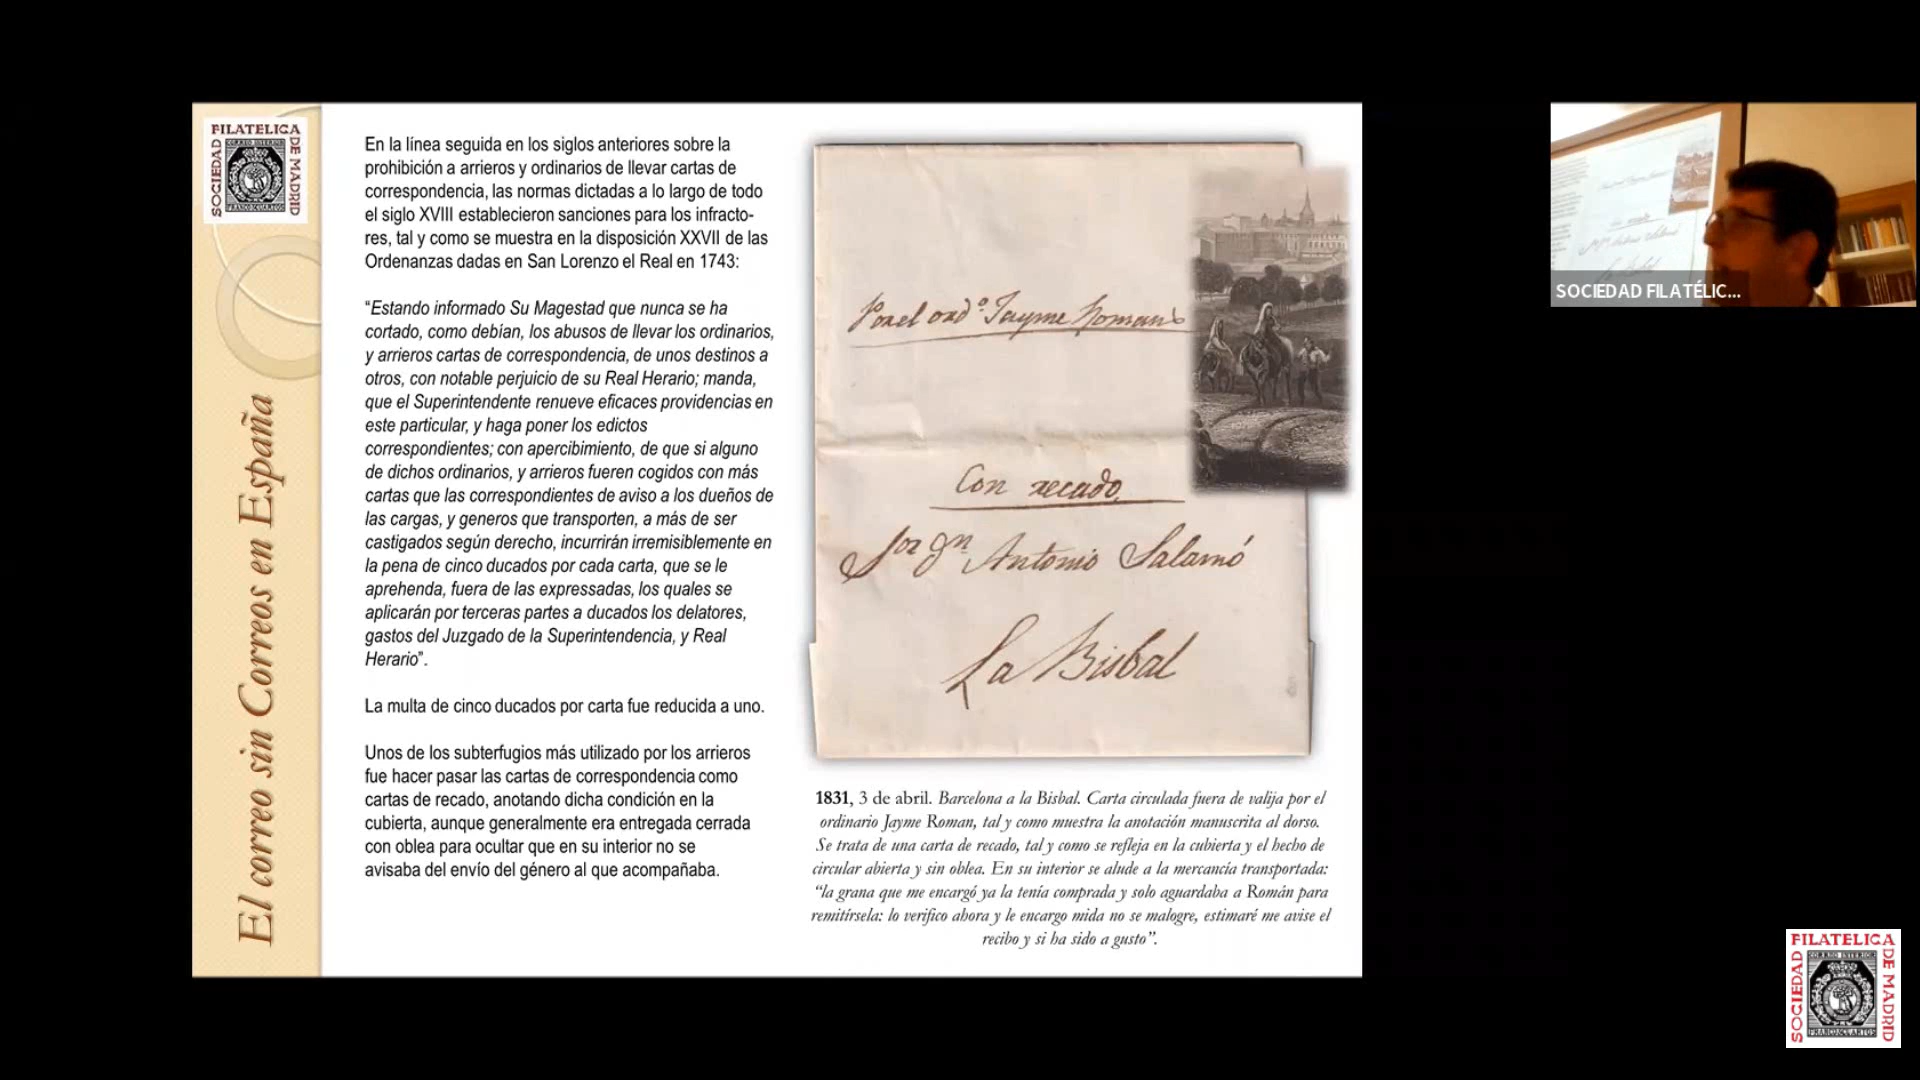 SOCIEDAD FILATELICA DE MADRID
CORREO INTERIOR
FRANCO CUARTOS
El correo sin Correos en España
En la línea seguida en los siglos anteriores sobre la
prohibición a arrieros y ordinarios de llevar cartas de
correspondencia, las normas dictadas a lo largo de todo
el siglo XVIII establecieron sanciones para los infracto-
res, tal y como se muestra en la disposición XXVII de las
Ordenanzas dadas en San Lorenzo el Real en 1743:
“Estando informado Su Magestad que nunca se ha
cortado, como debían, los abusos de llevar los ordinarios,
y arrieros cartas de correspondencia, de unos destinos a
otros, con notable perjuicio de su Real Herario; manda,
que el Superintendente renueve eficaces providencias en
este particular, y haga poner los edictos
correspondientes; con apercibimiento, de que si alguno
de dichos ordinarios, y arrieros fueren cogidos con más
cartas que las correspondientes de aviso a los dueños de
las cargas, y generos que transporten, a más de ser
castigados según derecho, incurrirán irremisiblemente en
la pena de cinco ducados por cada carta, que se le
aprehenda, fuera de las expressadas, los quales se
aplicarán por terceras partes a ducados los delatores,
gastos del Juzgado de la Superintendencia, y Real
Herario”.
La multa de cinco ducados por carta fue reducida a uno.
Unos de los subterfugios más utilizado por los arrieros
fue hacer pasar las cartas de correspondencia como
cartas de recado, anotando dicha condición en la
cubierta, aunque generalmente era entregada cerrada
con oblea para ocultar que en su interior no se
avisaba del envío del género al que acompañaba.
Por el ord.º Jayme Roman
Con recado,
Sor Dn Antonio Salamó
La Bisbal
1831, 3 de abril. Barcelona a la Bisbal. Carta circulada fuera de valija por el
ordinario Jayme Roman, tal y como muestra la anotación manuscrita al dorso.
Se trata de una carta de recado, tal y como se refleja en la cubierta y el hecho de
circular abierta y sin oblea. En su interior se alude a la mercancía transportada:
“la grana que me encargó ya la tenía comprada y solo aguardaba a Román para
remitírsela: lo verifico ahora y le encargo mida no se malogre, estimaré me avise el
recibo y si ha sido a gusto”.
SOCIEDAD FILATÉLIC...
SOCIEDAD FILATELICA DE MADRID
CORREO INTERIOR
FRANCO CUARTOS